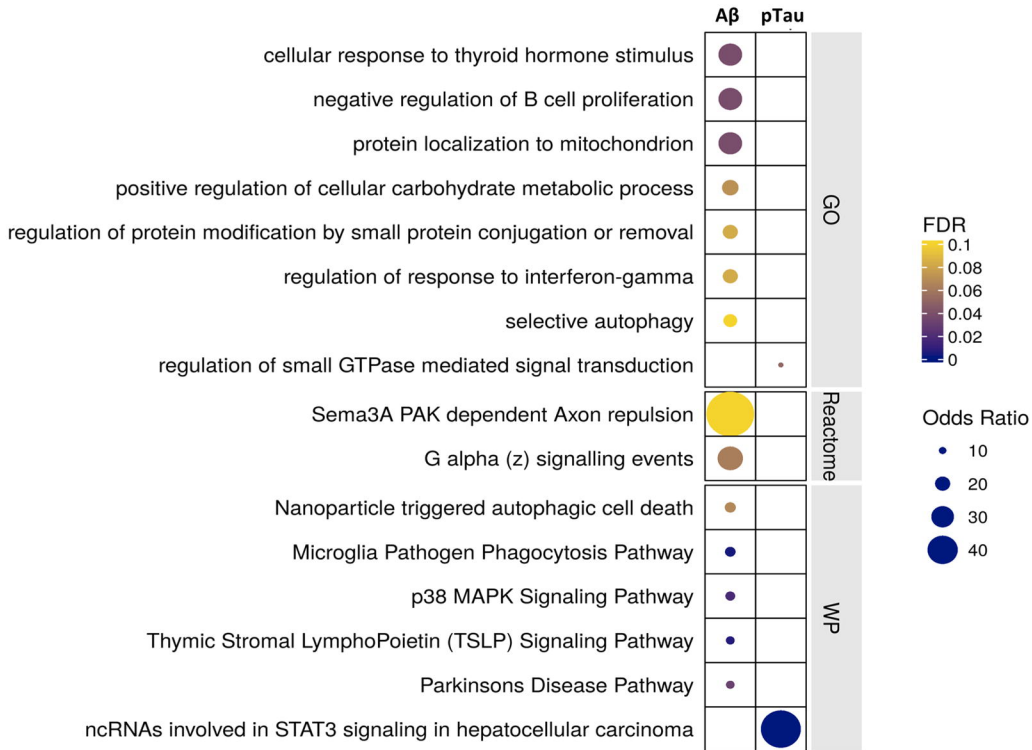 Aβ pTau
cellular response to thyroid hormone stimulus
negative regulation of B cell proliferation
protein localization to mitochondrion
positive regulation of cellular carbohydrate metabolic process
regulation of protein modification by small protein conjugation or removal
regulation of response to interferon-gamma
selective autophagy
regulation of small GTPase mediated signal transduction
GO
Sema3A PAK dependent Axon repulsion
G alpha (z) signalling events
Reactome
Nanoparticle triggered autophagic cell death
Microglia Pathogen Phagocytosis Pathway
p38 MAPK Signaling Pathway
Thymic Stromal LymphoPoietin (TSLP) Signaling Pathway
Parkinsons Disease Pathway
ncRNAs involved in STAT3 signaling in hepatocellular carcinoma
WP
FDR
0.1
0.08
0.06
0.04
0.02
0
Odds Ratio
10
20
30
40